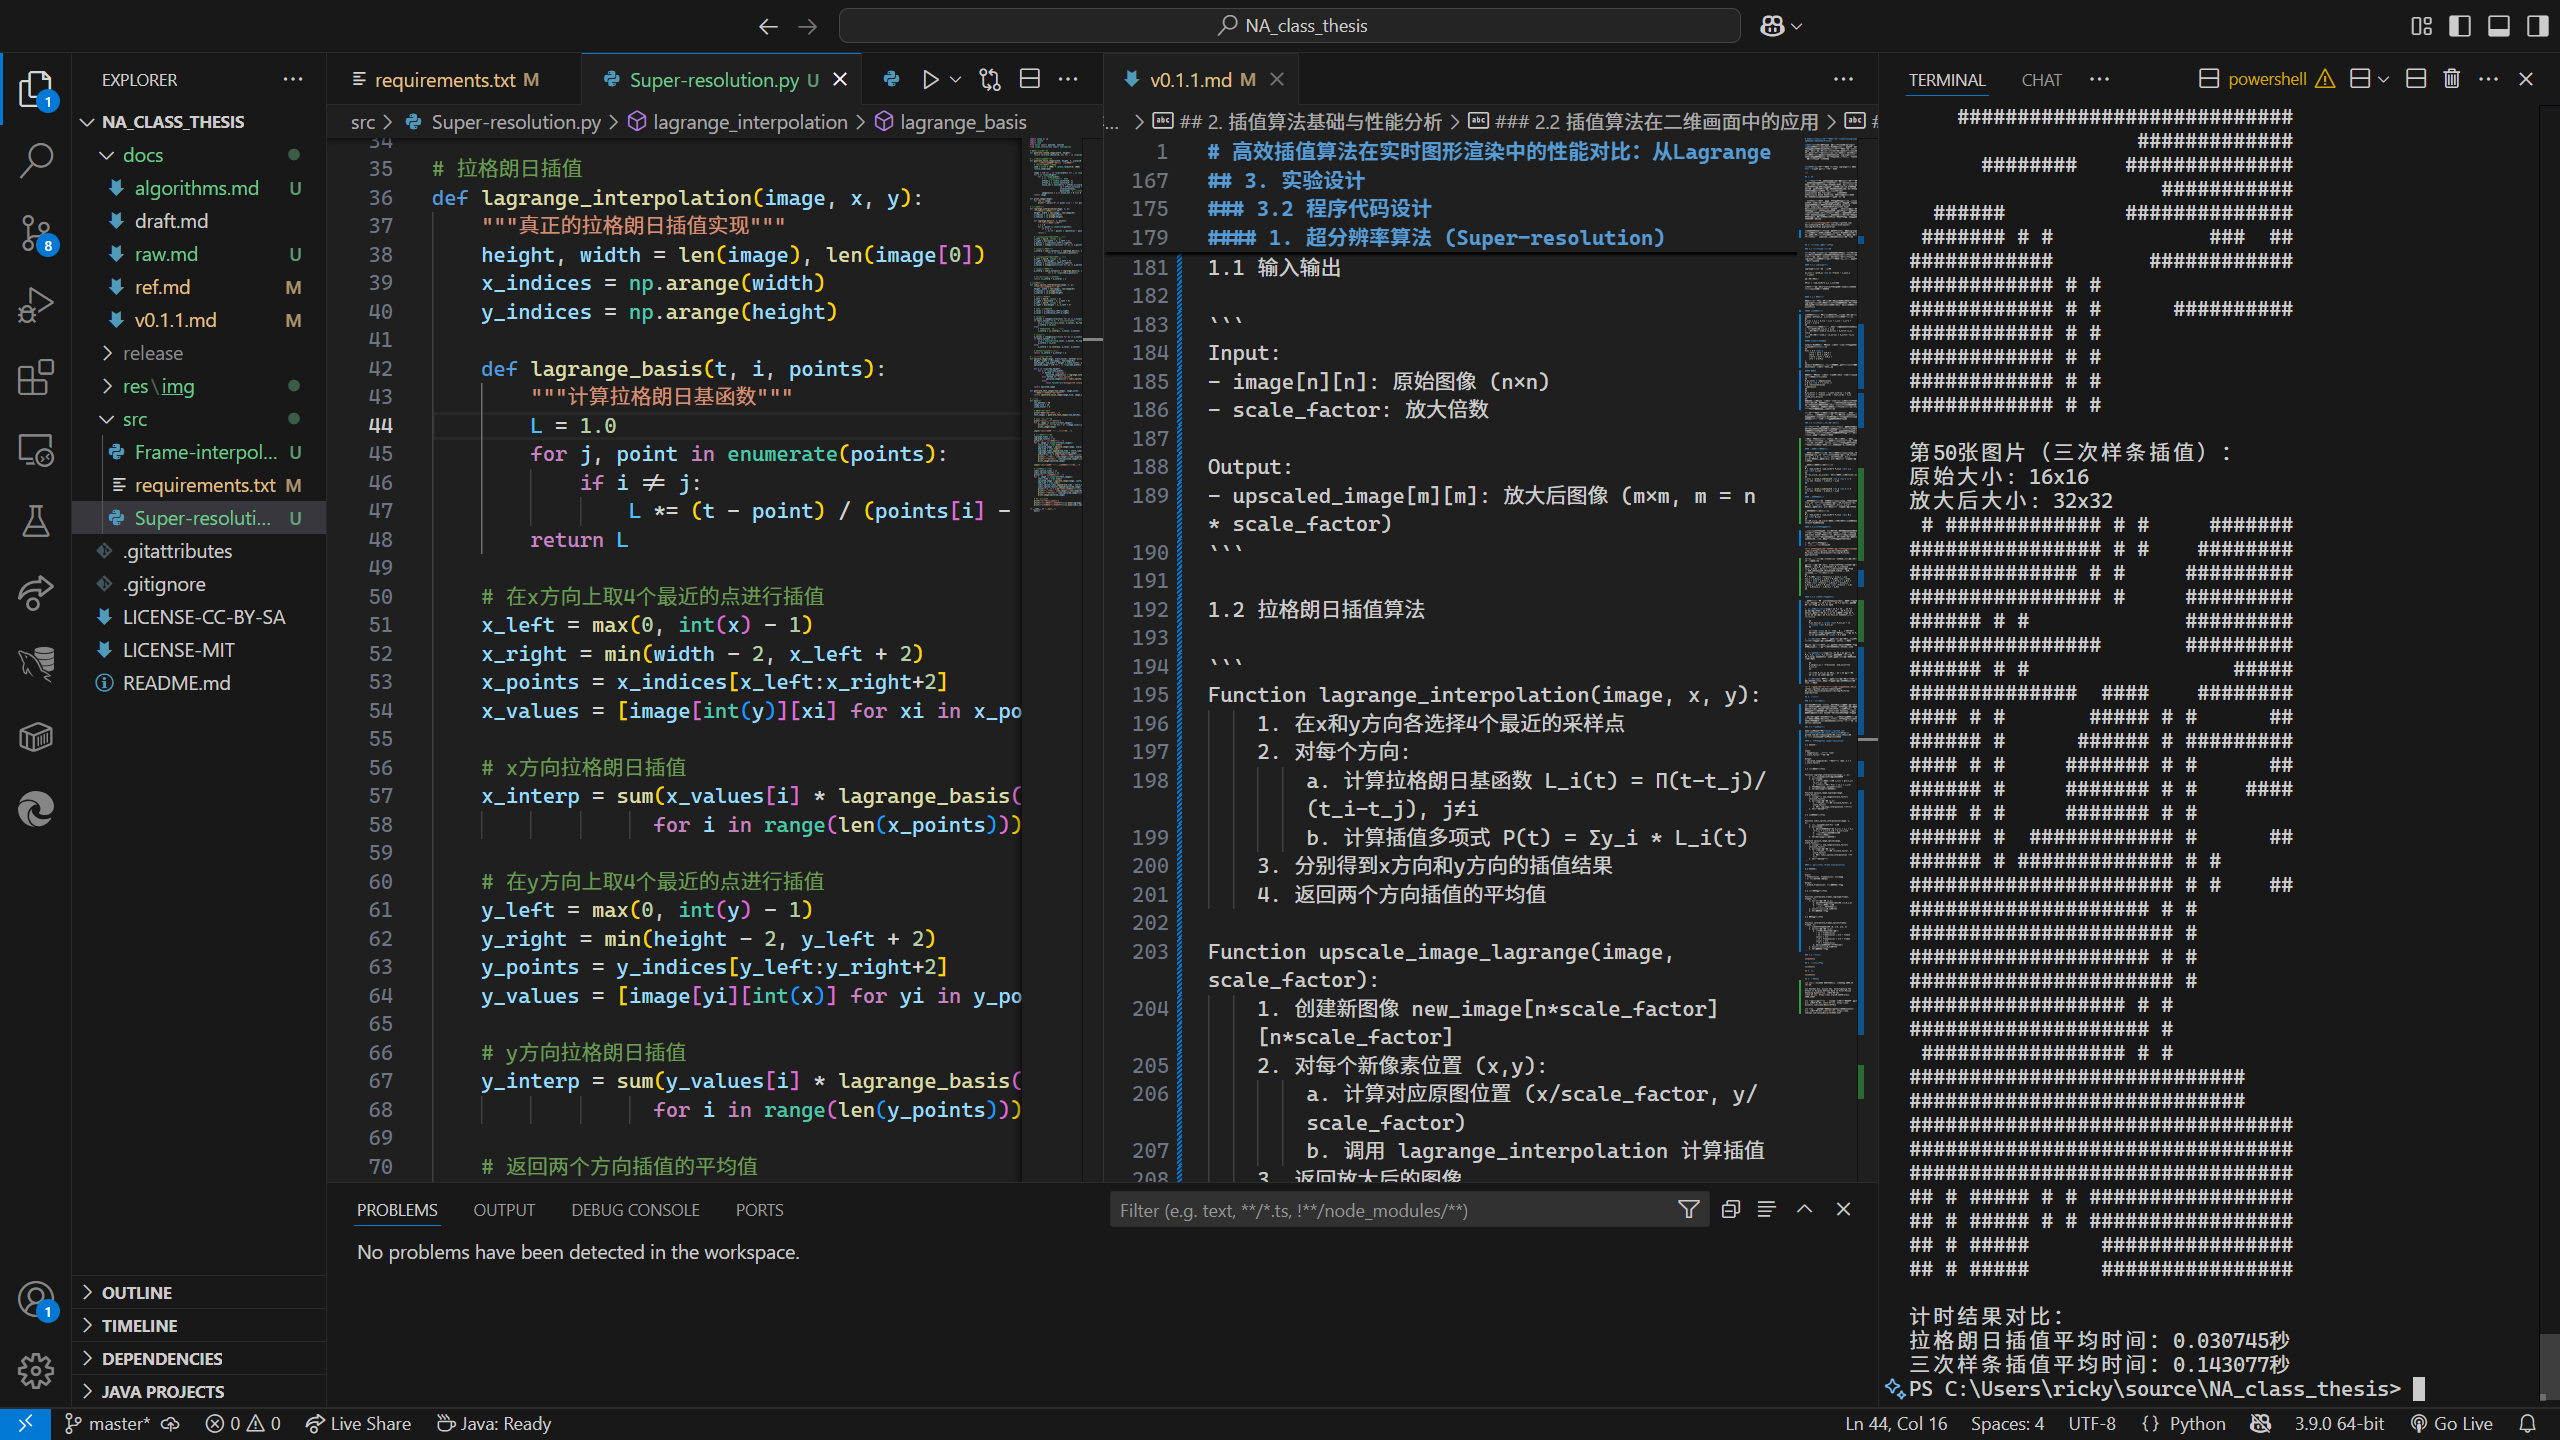 NA_class_thesis
EXPLORER
NA_CLASS_THESIS
docs
algorithms.md U
draft.md
raw.md U
ref.md M
v0.1.1.md M
release
res\img
src
Frame-interpol... U
requirements.txt M
Super-resoluti... U
.gitattributes
.gitignore
LICENSE-CC-BY-SA
LICENSE-MIT
README.md
OUTLINE
TIMELINE
DEPENDENCIES
JAVA PROJECTS
1
8
1
requirements.txt M
Super-resolution.py U
src > Super-resolution.py > lagrange_interpolation > lagrange_basis
34
35 # 拉格朗日插值
36 def lagrange_interpolation(image, x, y):
37 """真正的拉格朗日插值实现"""
38 height, width = len(image), len(image[0])
39 x_indices = np.arange(width)
40 y_indices = np.arange(height)
41
42 def lagrange_basis(t, i, points):
43 """计算拉格朗日基函数"""
44 L = 1.0
45 for j, point in enumerate(points):
46 if i ≠ j:
47 L *= (t - point) / (points[i] -
48 return L
49
50 # 在x方向上取4个最近的点进行插值
51 x_left = max(0, int(x) - 1)
52 x_right = min(width - 2, x_left + 2)
53 x_points = x_indices[x_left:x_right+2]
54 x_values = [image[int(y)][xi] for xi in x_po
55
56 # x方向拉格朗日插值
57 x_interp = sum(x_values[i] * lagrange_basis(
58 for i in range(len(x_points)))
59
60 # 在y方向上取4个最近的点进行插值
61 y_left = max(0, int(y) - 1)
62 y_right = min(height - 2, y_left + 2)
63 y_points = y_indices[y_left:y_right+2]
64 y_values = [image[yi][int(x)] for yi in y_po
65
66 # y方向拉格朗日插值
67 y_interp = sum(y_values[i] * lagrange_basis(
68 for i in range(len(y_points)))
69
70 # 返回两个方向插值的平均值
v0.1.1.md M
... > ## 2. 插值算法基础与性能分析 > ### 2.2 插值算法在二维画面中的应用 > #
1 # 高效插值算法在实时图形渲染中的性能对比：从Lagrange
167 ## 3. 实验设计
175 ### 3.2 程序代码设计
179 #### 1. 超分辨率算法 (Super-resolution)
181 1.1 输入输出
182
183 ```
184 Input:
185 - image[n][n]: 原始图像 (n×n)
186 - scale_factor: 放大倍数
187
188 Output:
189 - upscaled_image[m][m]: 放大后图像 (m×m, m = n
* scale_factor)
190 ```
191
192 1.2 拉格朗日插值算法
193
194 ```
195 Function lagrange_interpolation(image, x, y):
196 1. 在x和y方向各选择4个最近的采样点
197 2. 对每个方向:
198 a. 计算拉格朗日基函数 L_i(t) = Π(t-t_j)/
(t_i-t_j), j≠i
199 b. 计算插值多项式 P(t) = Σy_i * L_i(t)
200 3. 分别得到x方向和y方向的插值结果
201 4. 返回两个方向插值的平均值
202
203 Function upscale_image_lagrange(image,
scale_factor):
204 1. 创建新图像 new_image[n*scale_factor]
[n*scale_factor]
205 2. 对每个新像素位置 (x,y):
206 a. 计算对应原图位置 (x/scale_factor, y/
scale_factor)
207 b. 调用 lagrange_interpolation 计算插值
208 3. 返回放大后的图像
PROBLEMS OUTPUT DEBUG CONSOLE PORTS
Filter (e.g. text, **/*.ts, !**/node_modules/**)
No problems have been detected in the workspace.
TERMINAL CHAT
powershell
第50张图片（三次样条插值）：
原始大小: 16x16
放大后大小: 32x32
计时结果对比：
拉格朗日插值平均时间: 0.030745秒
三次样条插值平均时间: 0.143077秒
PS C:\Users\ricky\source\NA_class_thesis>
master* 0 0 Live Share Java: Ready
Ln 44, Col 16 Spaces: 4 UTF-8 {} Python 3.9.0 64-bit Go Live